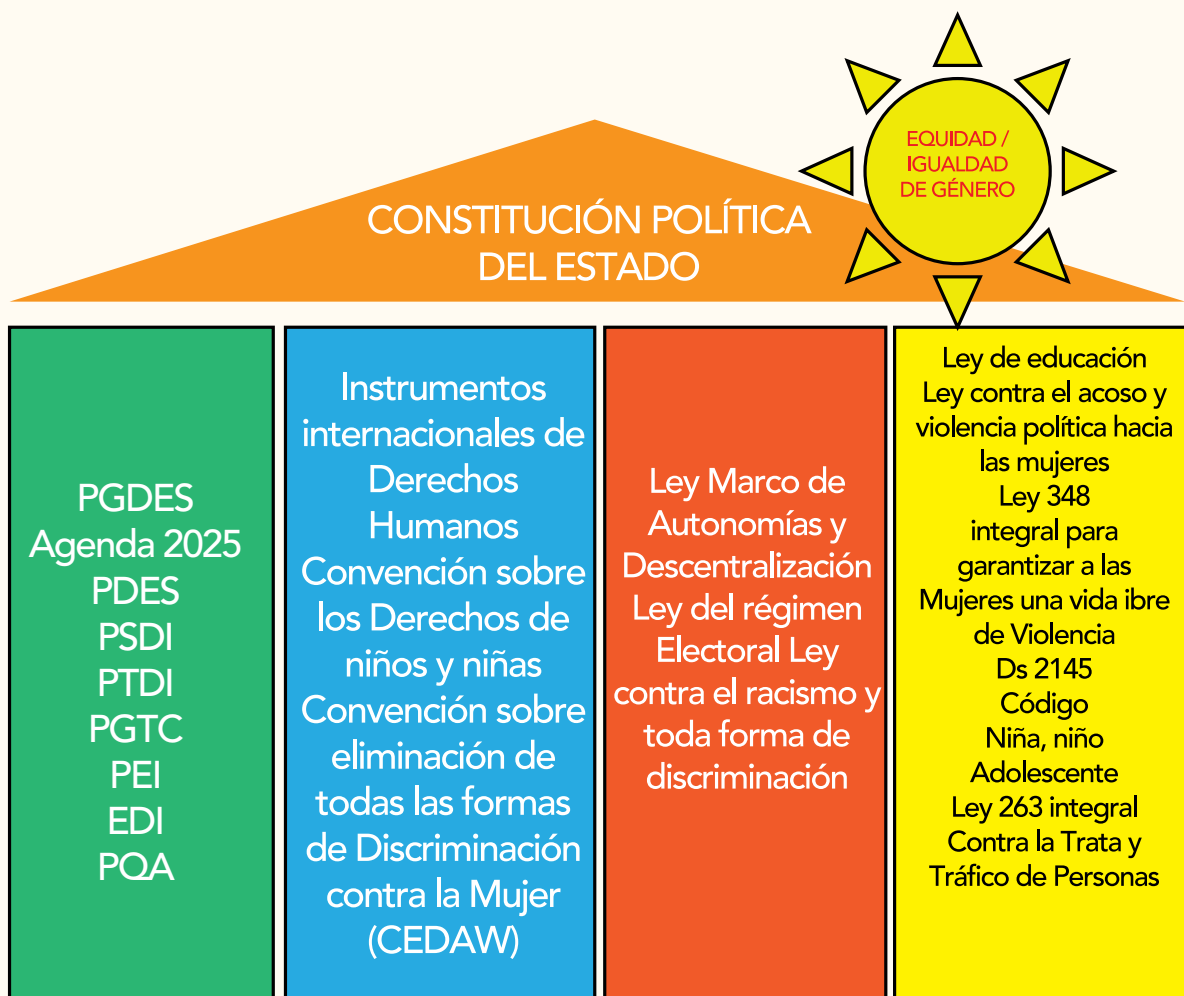 EQUIDAD /
IGUALDAD
DE GÉNERO
CONSTITUCIÓN POLÍTICA
DEL ESTADO
PGDES
Agenda 2025
PDES
PSDI
PTDI
PGTC
PEI
EDI
PQA
Instrumentos
internacionales de
Derechos
Humanos
Convención sobre
los Derechos de
niños y niñas
Convención sobre
eliminación de
todas las formas
de Discriminación
contra la Mujer
(CEDAW)
Ley Marco de
Autonomías y
Descentralización
Ley del régimen
Electoral Ley
contra el racismo y
toda forma de
discriminación
Ley de educación
Ley contra el acoso y
violencia política hacia
las mujeres
Ley 348
integral para
garantizar a las
Mujeres una vida ibre
de Violencia
Ds 2145
Código
Niña, niño
Adolescente
Ley 263 integral
Contra la Trata y
Tráfico de Personas